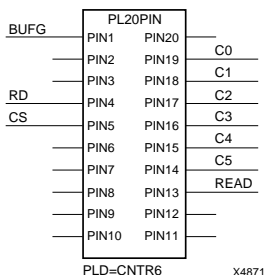 PL20PIN
BUFG PIN1 PIN20
PIN2 PIN19 C0
PIN3 PIN18 C1
RD PIN4 PIN17 C2
CS PIN5 PIN16 C3
PIN6 PIN15 C4
PIN7 PIN14 C5
PIN8 PIN13 READ
PIN9 PIN12
PIN10 PIN11
PLD=CNTR6 X4871